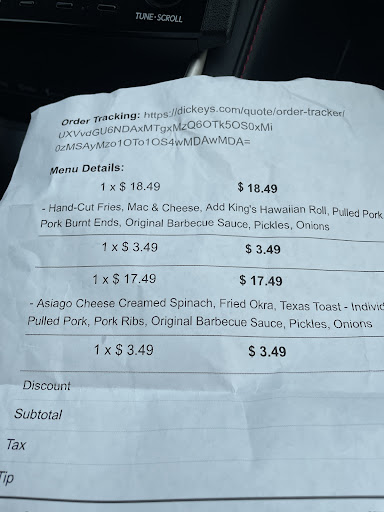 TUNE•SCROLL
Order Tracking: https://dickeys.com/quote/order-tracker/
UXVvdGU6NDAxMTgxMzQ6OTk5OS0xMi
0zMSAyMzo1OTo1OS4wMDAwMDA=
Menu Details:
1 x $ 18.49 $ 18.49
- Hand-Cut Fries, Mac & Cheese, Add King's Hawaiian Roll, Pulled Pork
Pork Burnt Ends, Original Barbecue Sauce, Pickles, Onions
1 x $ 3.49 $ 3.49
1 x $ 17.49 $ 17.49
- Asiago Cheese Creamed Spinach, Fried Okra, Texas Toast - Individ
Pulled Pork, Pork Ribs, Original Barbecue Sauce, Pickles, Onions
1 x $ 3.49 $ 3.49
Discount
Subtotal
Tax
Tip